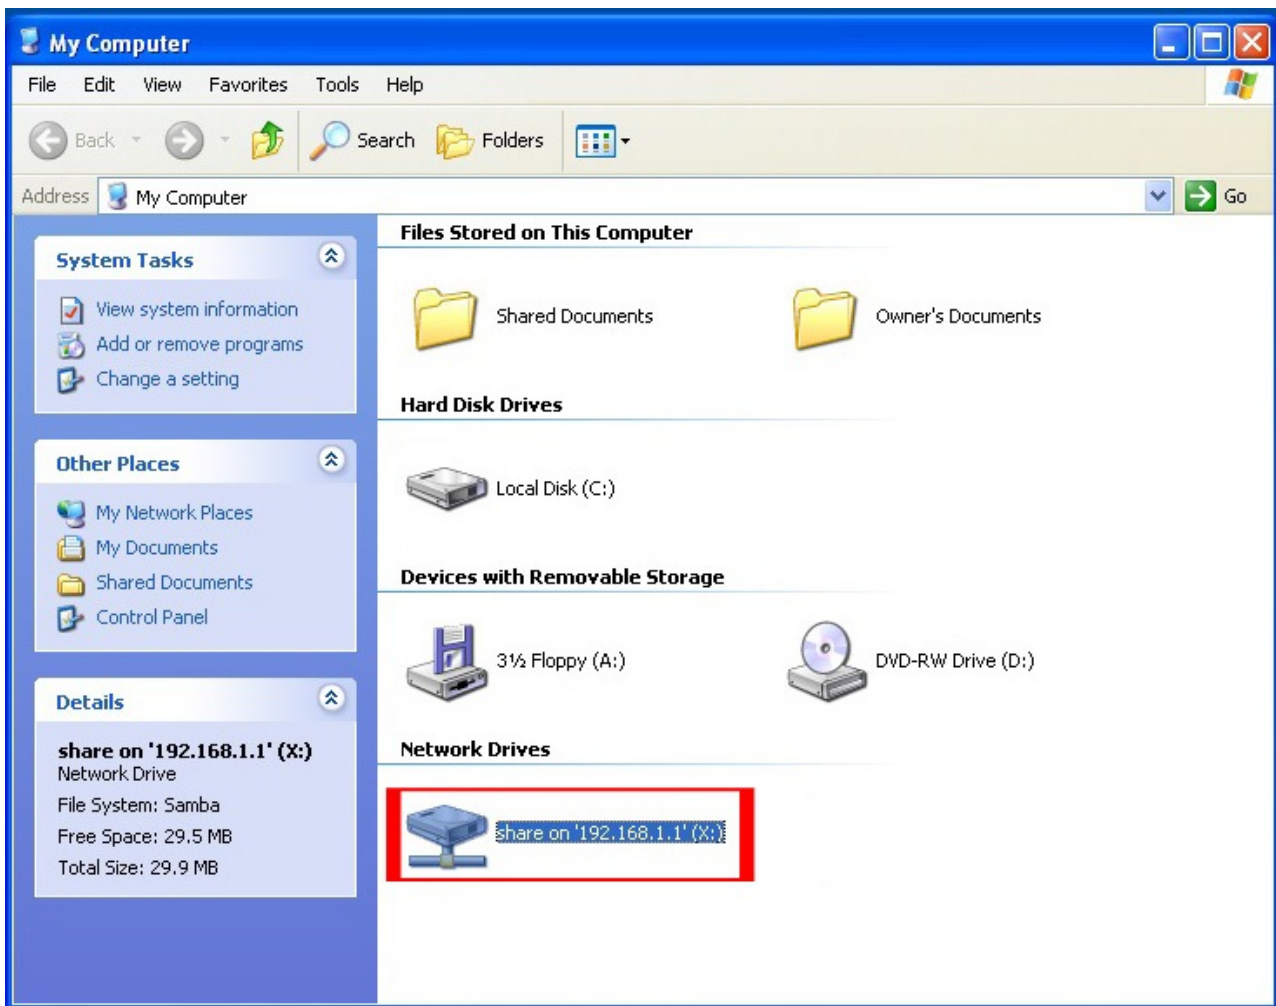 My Computer
File Edit View Favorites Tools Help
Back Search Folders
Address My Computer Go
System Tasks
View system information
Add or remove programs
Change a setting
Other Places
My Network Places
My Documents
Shared Documents
Control Panel
Details
share on '192.168.1.1' (X:)
Network Drive
File System: Samba
Free Space: 29.5 MB
Total Size: 29.9 MB
Files Stored on This Computer
Shared Documents Owner's Documents
Hard Disk Drives
Local Disk (C:)
Devices with Removable Storage
3½ Floppy (A:) DVD-RW Drive (D:)
Network Drives
share on '192.168.1.1' (X:)